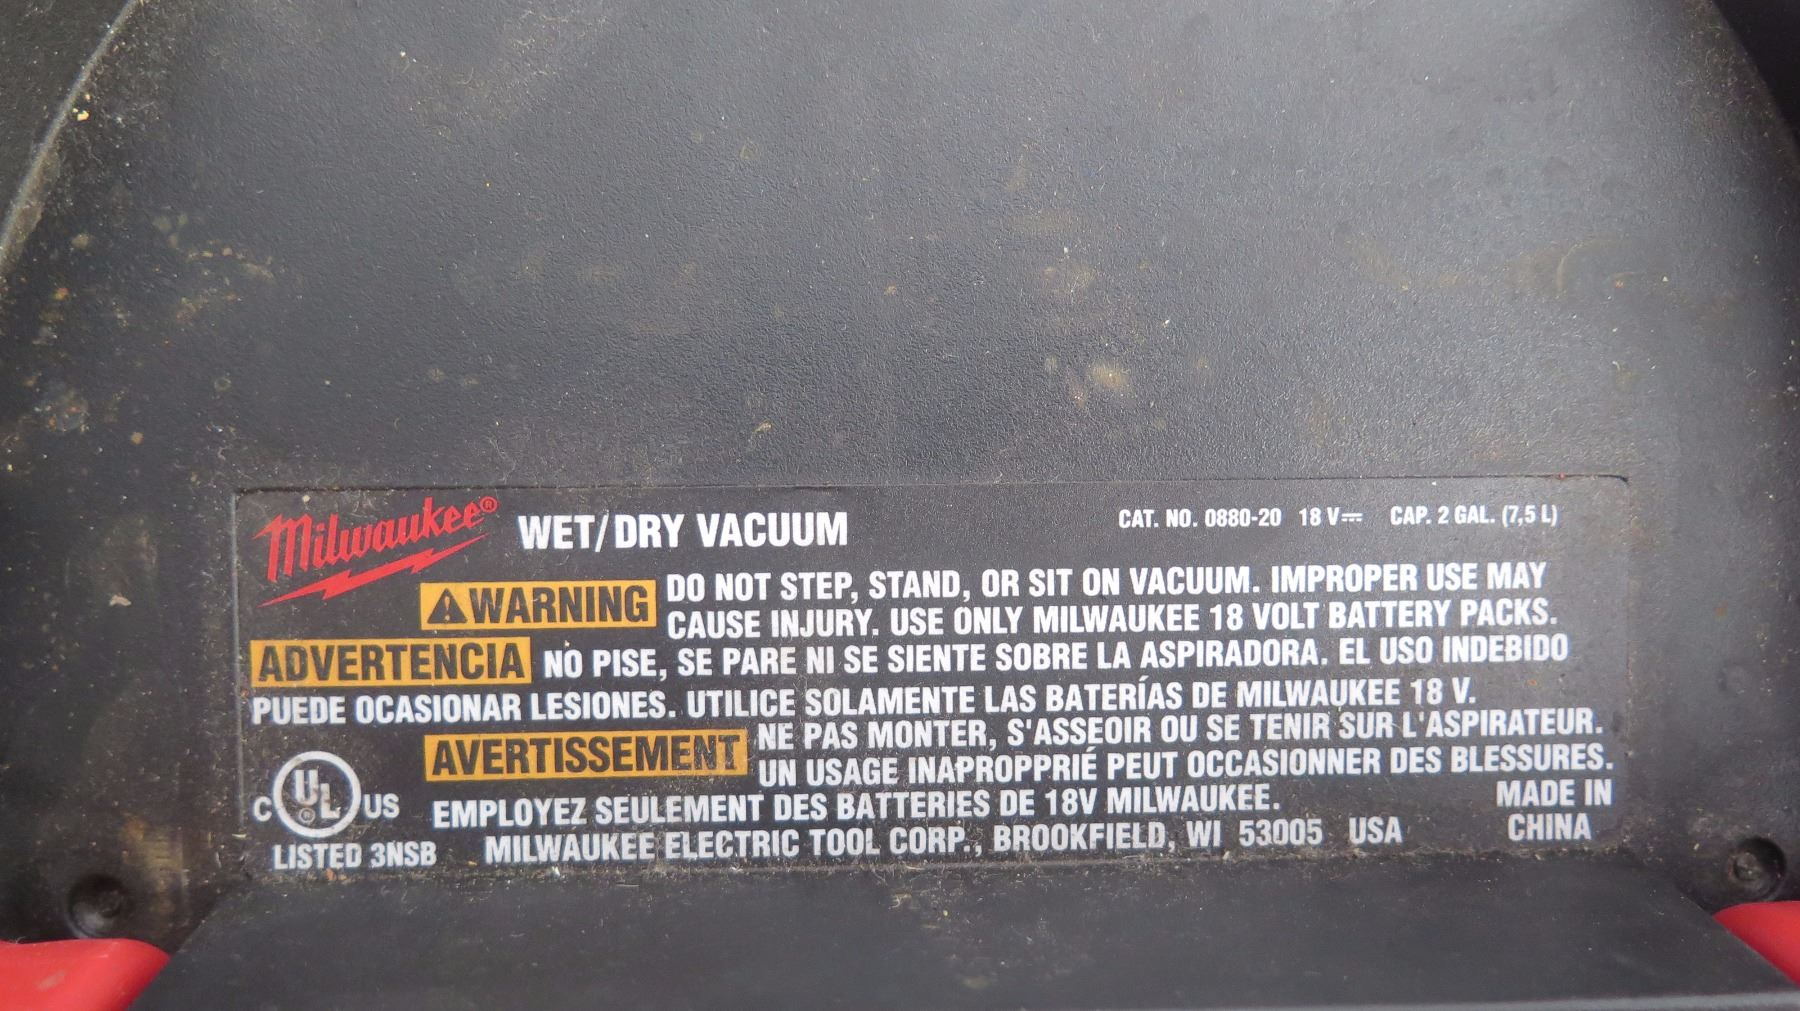 Milwaukee® WET/DRY VACUUM CAT. NO. 0880-20 18 V⎓ CAP. 2 GAL. (7,5 L)
⚠WARNING DO NOT STEP, STAND, OR SIT ON VACUUM. IMPROPER USE MAY
CAUSE INJURY. USE ONLY MILWAUKEE 18 VOLT BATTERY PACKS.
ADVERTENCIA NO PISE, SE PARE NI SE SIENTE SOBRE LA ASPIRADORA. EL USO INDEBIDO
PUEDE OCASIONAR LESIONES. UTILICE SOLAMENTE LAS BATERÍAS DE MILWAUKEE 18 V.
AVERTISSEMENT NE PAS MONTER, S'ASSEOIR OU SE TENIR SUR L'ASPIRATEUR.
UN USAGE INAPROPPRIÉ PEUT OCCASIONNER DES BLESSURES.
EMPLOYEZ SEULEMENT DES BATTERIES DE 18V MILWAUKEE.
C UL® US
LISTED 3NSB
MILWAUKEE ELECTRIC TOOL CORP., BROOKFIELD, WI 53005 USA
MADE IN
CHINA